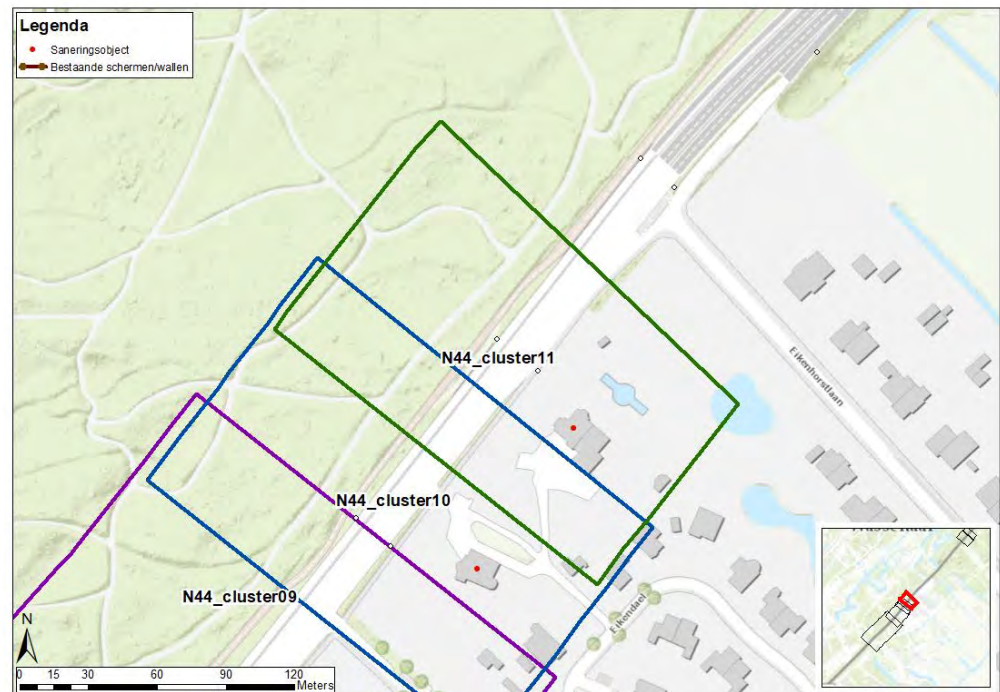 Legenda
Saneringsobject
Bestaande schermen/wallen
N44_cluster11
Eikenhorstlaan
N44_cluster10
N44_cluster09
Eikendael
N
0 15 30 60 90 120
Meters